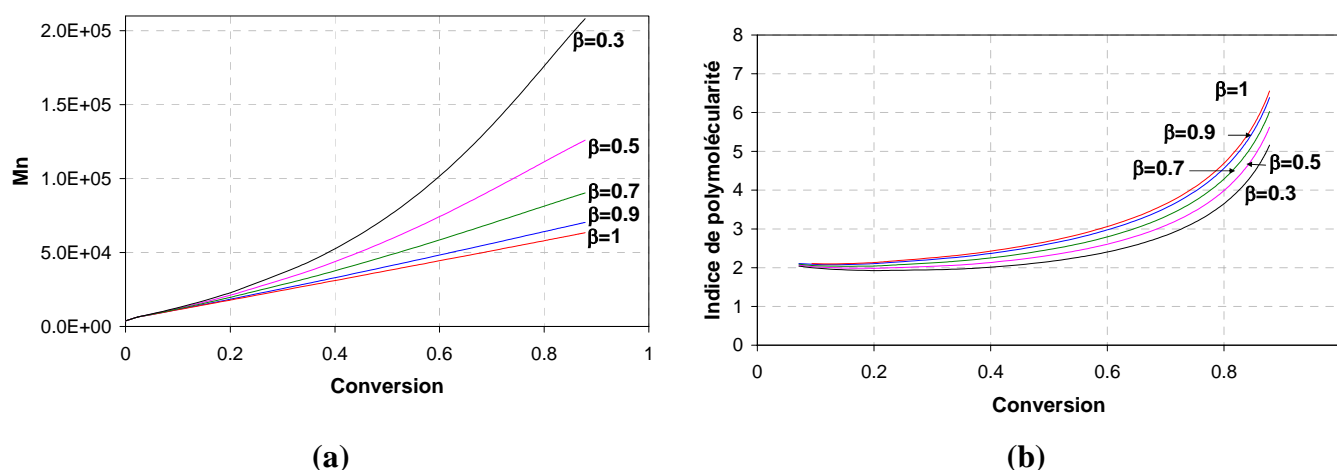 2.0E+05
1.5E+05
1.0E+05
5.0E+04
0.0E+00
Mn
0 0.2 0.4 0.6 0.8 1
Conversion
β=0.3
β=0.5
β=0.7
β=0.9
β=1
(a)
8
7
6
5
4
3
2
1
0
Indice de polymolécularité
0 0.2 0.4 0.6 0.8
Conversion
β=1
β=0.9
β=0.7
β=0.5
β=0.3
(b)